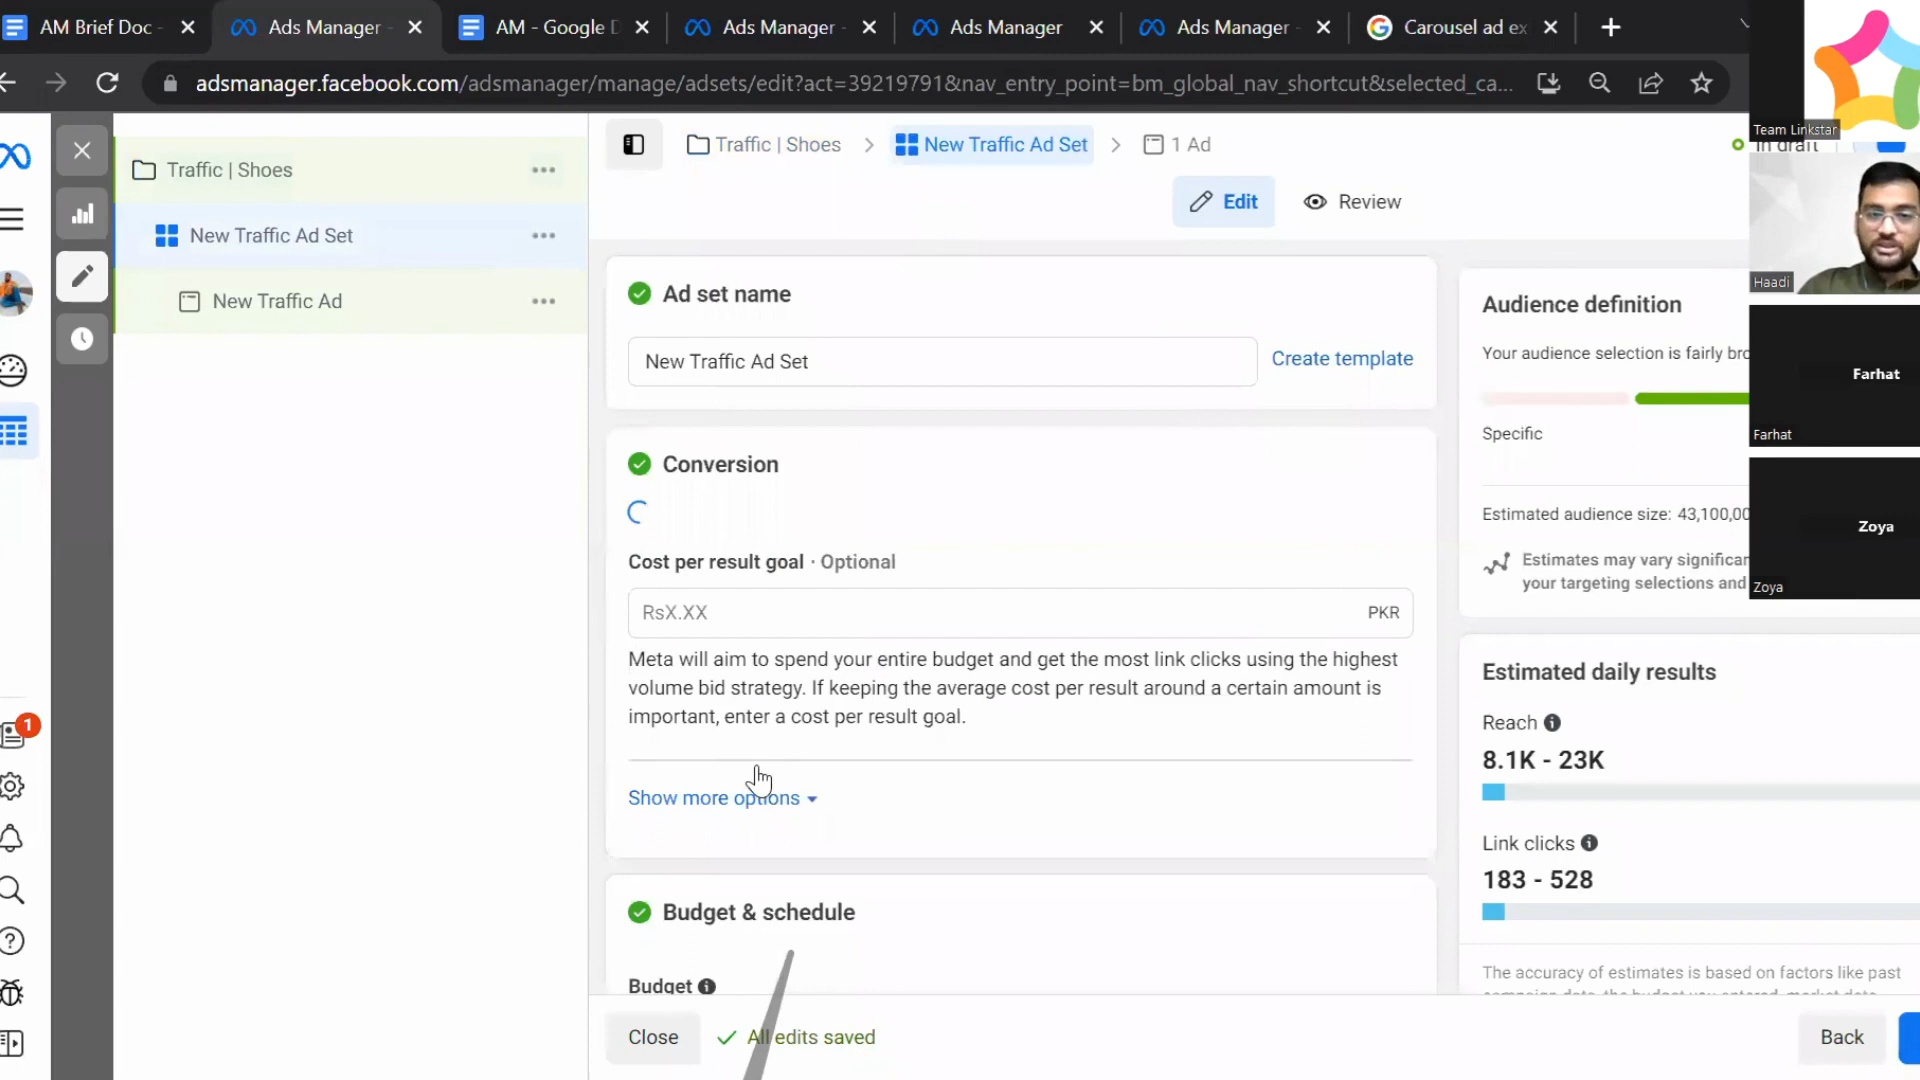 AM Brief Doc -
Ads Manager -
AM - Google D
Ads Manager -
Ads Manager
Ads Manager -
Carousel ad ex
adsmanager.facebook.com/adsmanager/manage/adsets/edit?act=39219791&nav_entry_point=bm_global_nav_shortcut&selected_ca...
Team Linkstar
Traffic | Shoes
New Traffic Ad Set
1 Ad
In draft
Traffic | Shoes
New Traffic Ad Set
New Traffic Ad
Edit
Review
Haadi
Ad set name
New Traffic Ad Set
Create template
Audience definition
Your audience selection is fairly bro
Specific
Estimated audience size: 43,100,00
Estimates may vary significan
your targeting selections and
Farhat
Farhat
Zoya
Zoya
Conversion
Cost per result goal · Optional
RsX.XX
PKR
Meta will aim to spend your entire budget and get the most link clicks using the highest
volume bid strategy. If keeping the average cost per result around a certain amount is
important, enter a cost per result goal.
Show more options
Estimated daily results
Reach
8.1K - 23K
Link clicks
183 - 528
The accuracy of estimates is based on factors like past
1
Budget & schedule
Budget
Close
All edits saved
Back